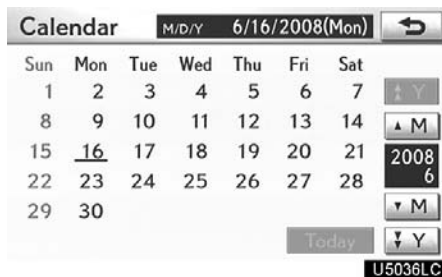 Calendar M/D/Y 6/16/2008(Mon)
Sun Mon Tue Wed Thu Fri Sat
1 2 3 4 5 6 7 Y
8 9 10 11 12 13 14 M
15 16 17 18 19 20 21 2008
22 23 24 25 26 27 28 6
29 30 M
Today Y
U5036LC